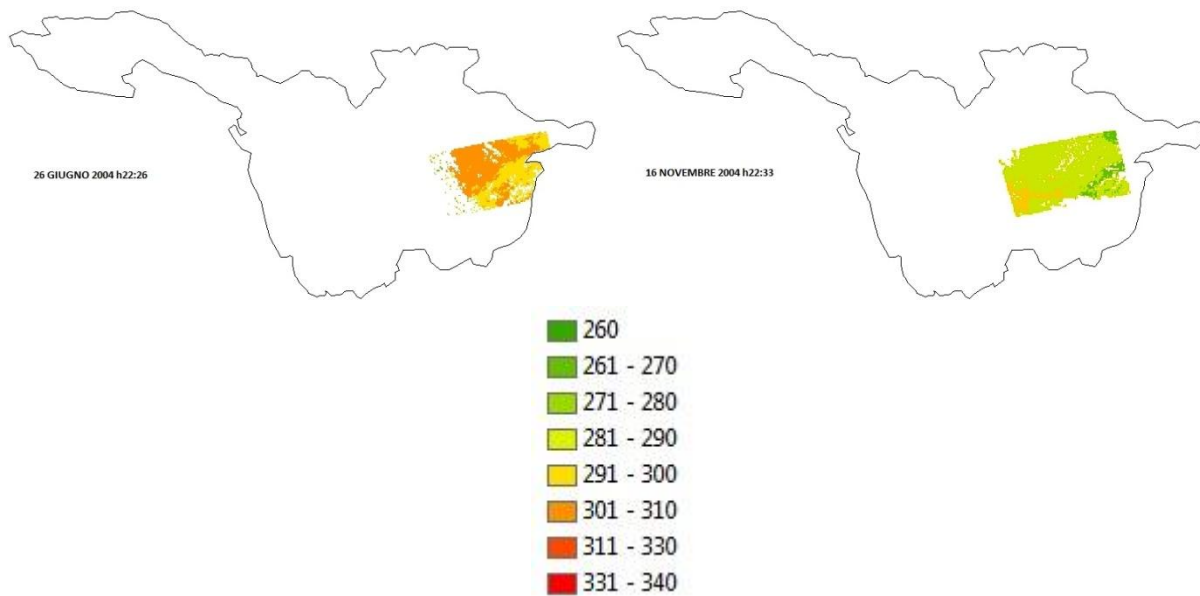 26 GIUGNO 2004 h22:26
16 NOVEMBRE 2004 h22:33
260
261 - 270
271 - 280
281 - 290
291 - 300
301 - 310
311 - 330
331 - 340